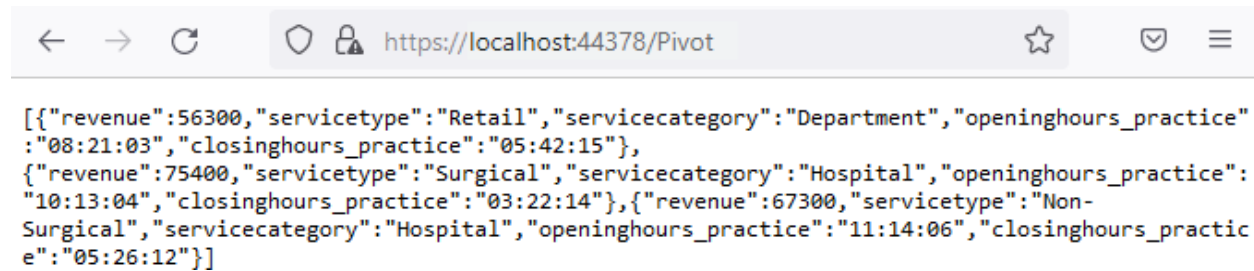 https://localhost:44378/Pivot
[{"revenue":56300,"servicetype":"Retail","servicecategory":"Department","openinghours_practice"
:"08:21:03","closinghours_practice":"05:42:15"},
{"revenue":75400,"servicetype":"Surgical","servicecategory":"Hospital","openinghours_practice":
"10:13:04","closinghours_practice":"03:22:14"},{"revenue":67300,"servicetype":"Non-
Surgical","servicecategory":"Hospital","openinghours_practice":"11:14:06","closinghours_practic
e":"05:26:12"}]